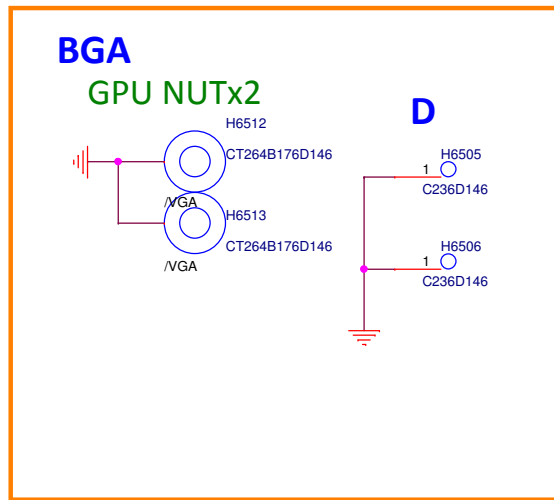 BGA
GPU NUTx2
H6512
CT264B176D146
/VGA
H6513
CT264B176D146
/VGA
D
H6505
1
C236D146
H6506
1
C236D146